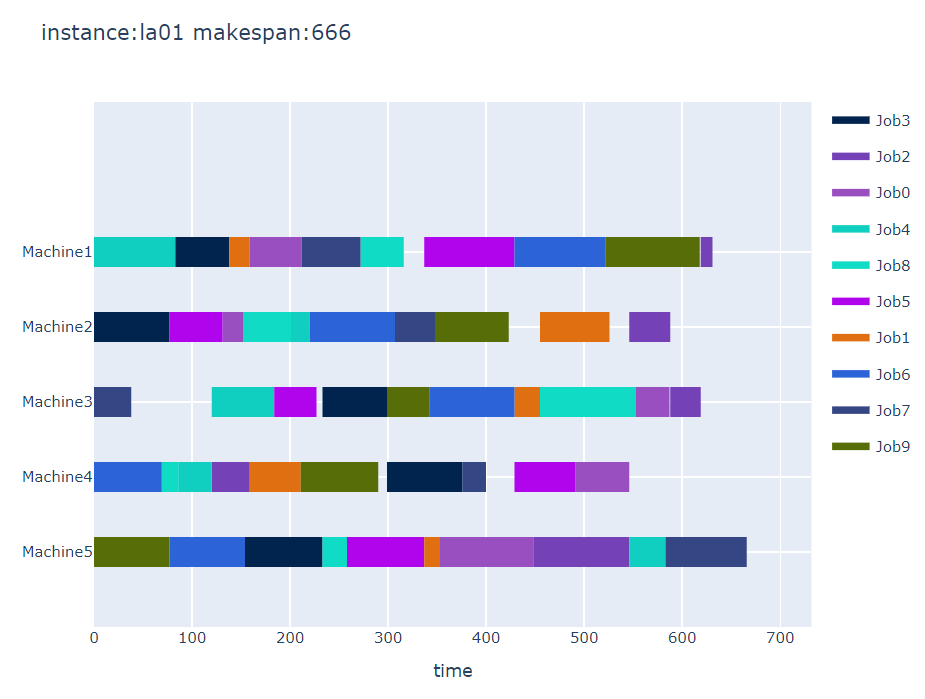 instance:la01 makespan:666
Job3
Job2
Job0
Job4
Job8
Job5
Job1
Job6
Job7
Job9
Machine1
Machine2
Machine3
Machine4
Machine5
0 100 200 300 400 500 600 700
time